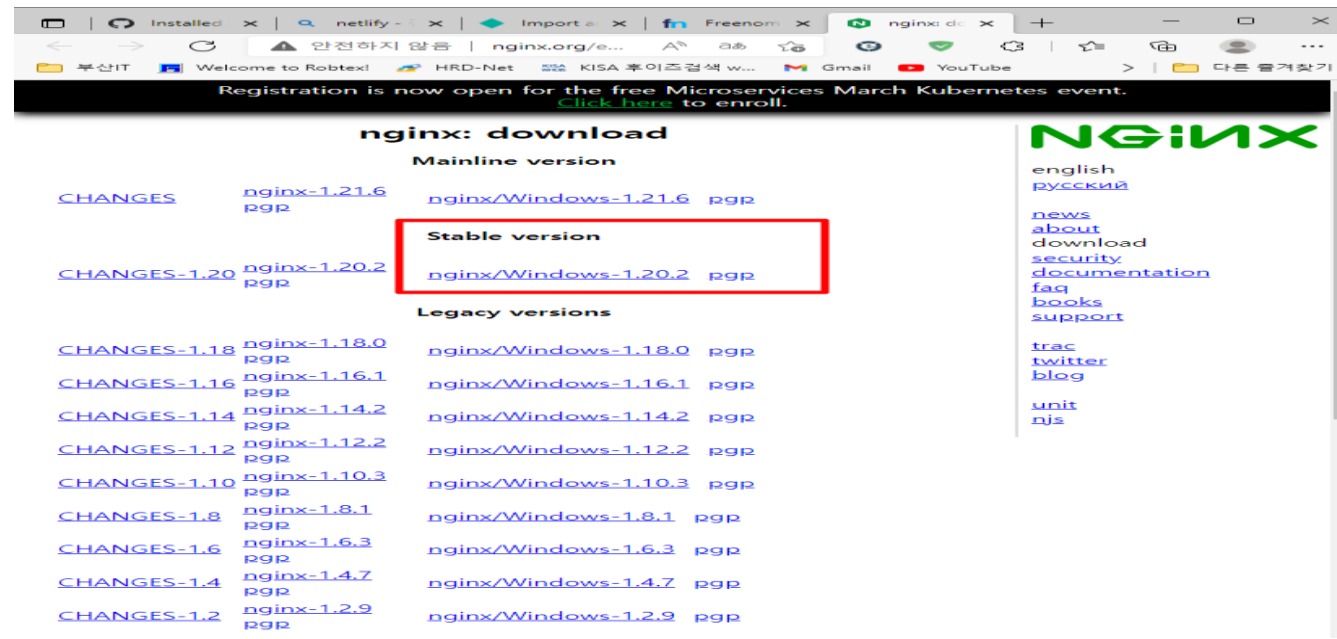 Installed
netlify -
Import a
Freenom
nginx: do
안전하지 않음 | nginx.org/e...
부산IT Welcome to Robtex! HRD-Net KISA 후이즈검색 w... Gmail YouTube 다른 즐겨찾기
Registration is now open for the free Microservices March Kubernetes event.
Click here to enroll.
nginx: download
Mainline version
CHANGES nginx-1.21.6 pgp nginx/Windows-1.21.6 pgp
Stable version
CHANGES-1.20 nginx-1.20.2 pgp nginx/Windows-1.20.2 pgp
Legacy versions
CHANGES-1.18 nginx-1.18.0 pgp nginx/Windows-1.18.0 pgp
CHANGES-1.16 nginx-1.16.1 pgp nginx/Windows-1.16.1 pgp
CHANGES-1.14 nginx-1.14.2 pgp nginx/Windows-1.14.2 pgp
CHANGES-1.12 nginx-1.12.2 pgp nginx/Windows-1.12.2 pgp
CHANGES-1.10 nginx-1.10.3 pgp nginx/Windows-1.10.3 pgp
CHANGES-1.8 nginx-1.8.1 pgp nginx/Windows-1.8.1 pgp
CHANGES-1.6 nginx-1.6.3 pgp nginx/Windows-1.6.3 pgp
CHANGES-1.4 nginx-1.4.7 pgp nginx/Windows-1.4.7 pgp
CHANGES-1.2 nginx-1.2.9 pgp nginx/Windows-1.2.9 pgp
NGiNX
english
русский
news
about
download
security
documentation
faq
books
support
trac
twitter
blog
unit
njs